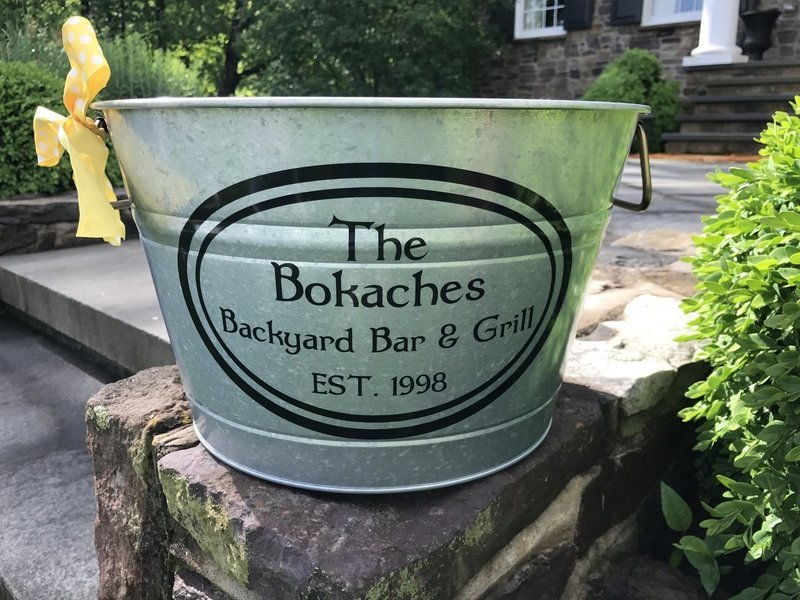 The
Bokaches
Backyard Bar & Grill
EST. 1998